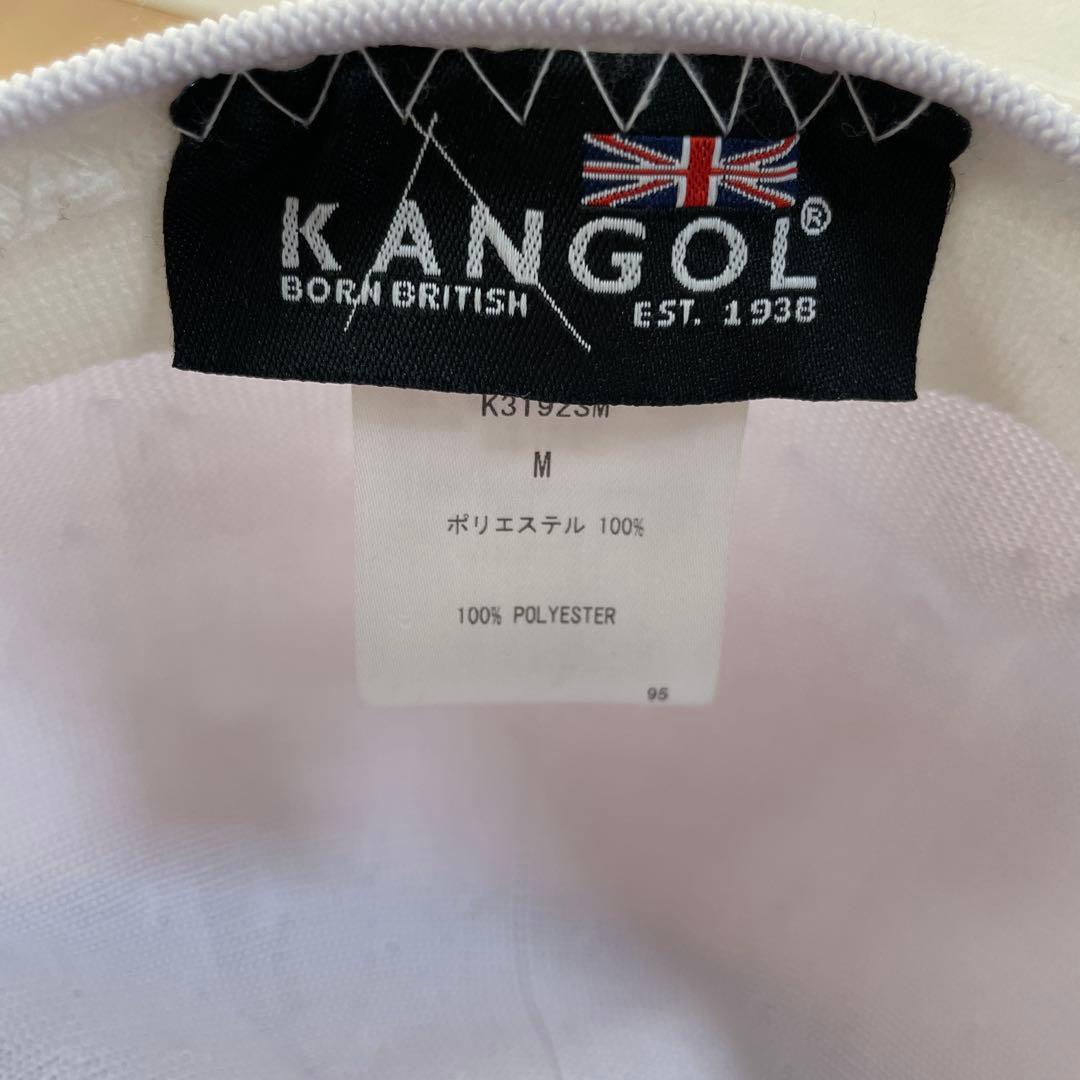 KANGOL®
BORN BRITISH EST. 1938
K3192SM
M
ポリエステル 100%
100% POLYESTER
95